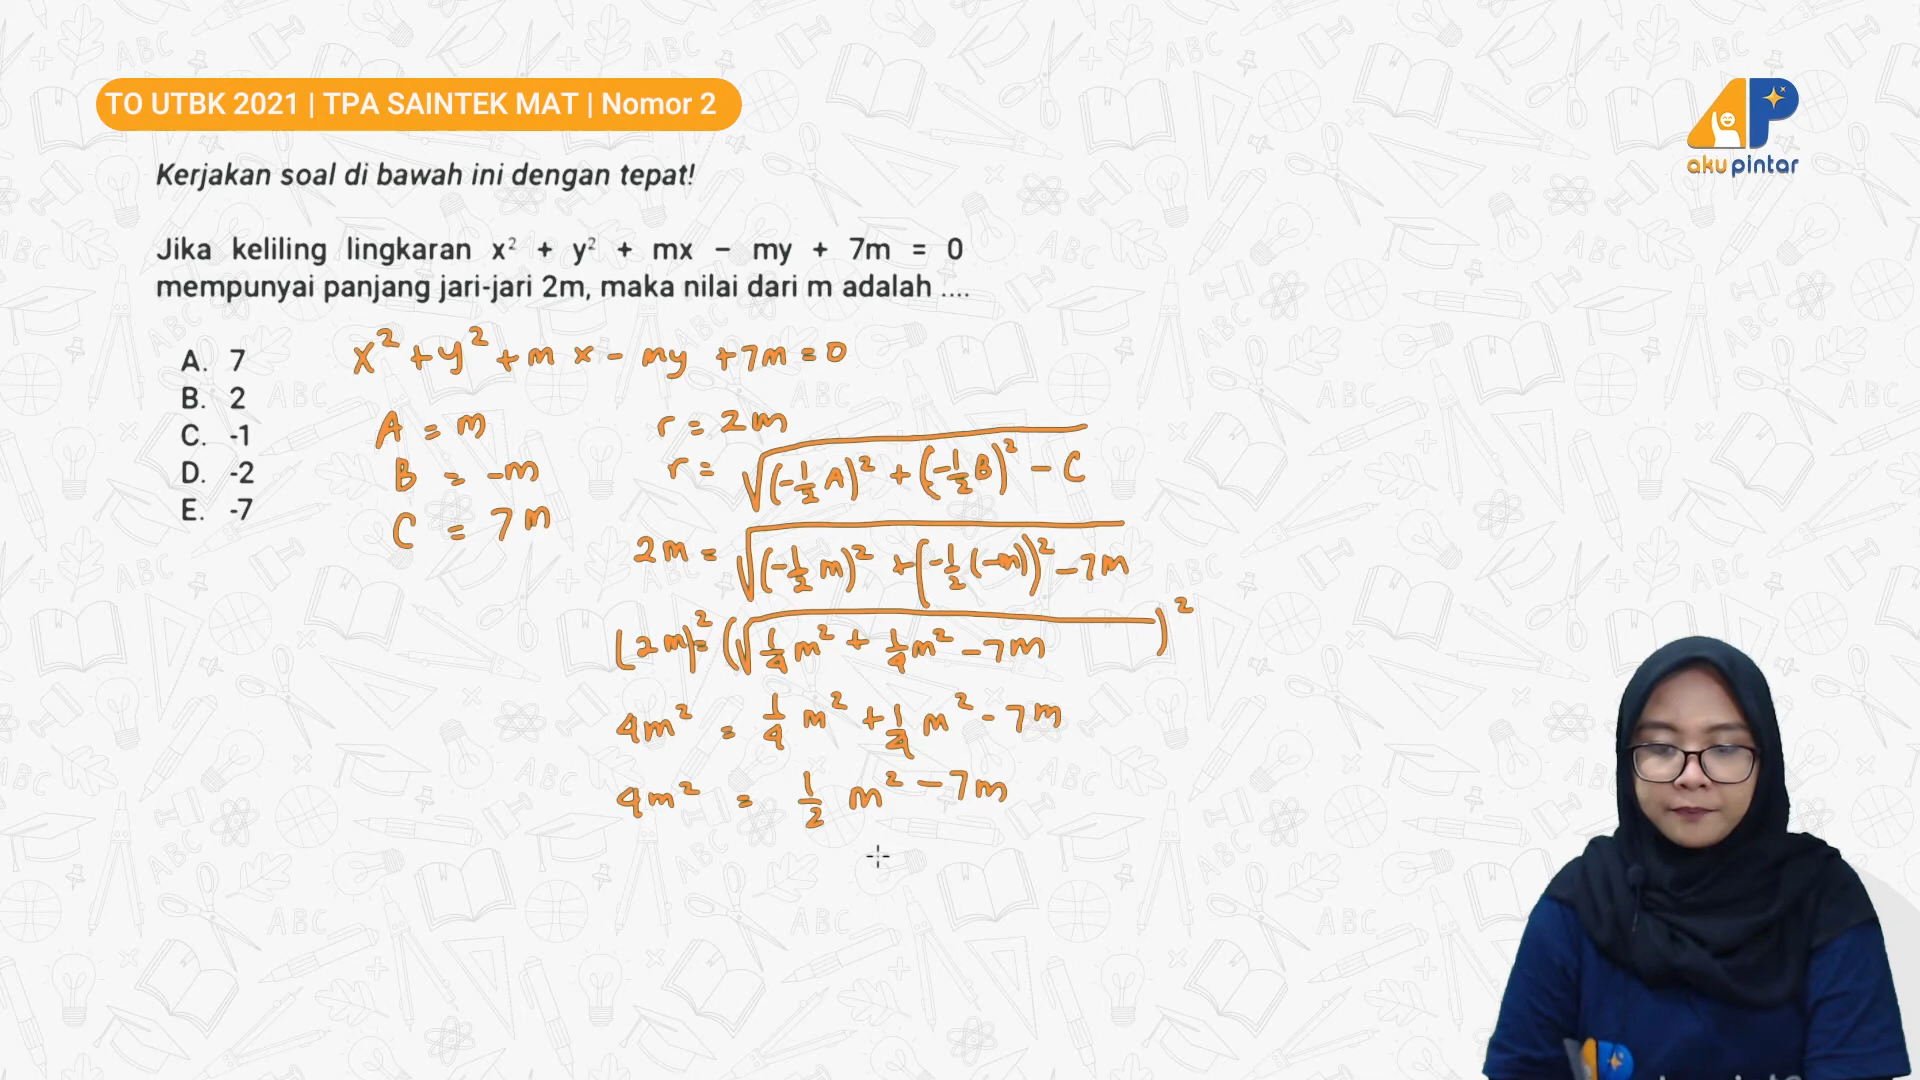 TO UTBK 2021 | TPA SAINTEK MAT | Nomor 2
aku pintar
Kerjakan soal di bawah ini dengan tepat!
Jika keliling lingkaran x² + y² + mx − my + 7m = 0
mempunyai panjang jari-jari 2m, maka nilai dari m adalah ....
A. 7
B. 2
C. -1
D. -2
E. -7
x² + y² + m x − my + 7m = 0
A = m
B = -m
C = 7m
r = 2m
r = √((-½A)² + (-½B)² − C
2m = √((-½m)² + (-½(-m))² − 7m
(2m)² = (√¼m² + ¼m² − 7m)²
4m² = ¼m² + ¼m² − 7m
4m² = ½ m² − 7m